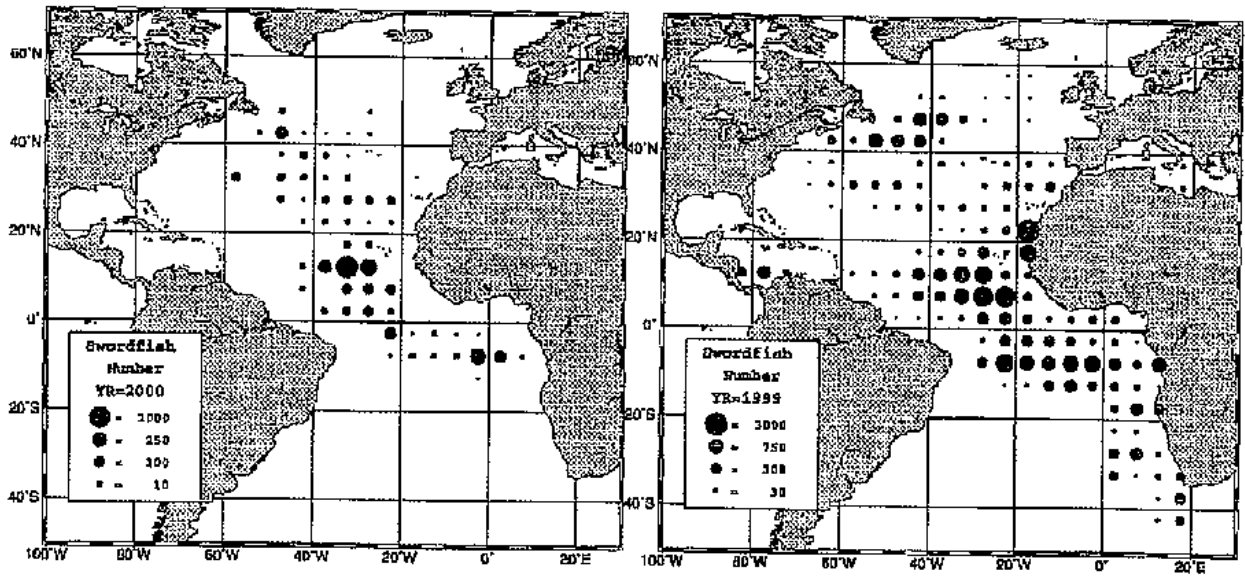 60°N
40°N
20°N
0°
20°S
40°S
100°W
80°W
60°W
40°W
20°W
0°
20°E
Swordfish
Number
YR=2000
= 1000
= 250
= 100
= 10
60°N
40°N
20°N
0°
20°S
40°S
100°W
80°W
60°W
40°W
20°W
0°
20°E
Swordfish
Number
YR=1999
= 3000
= 750
= 300
= 30